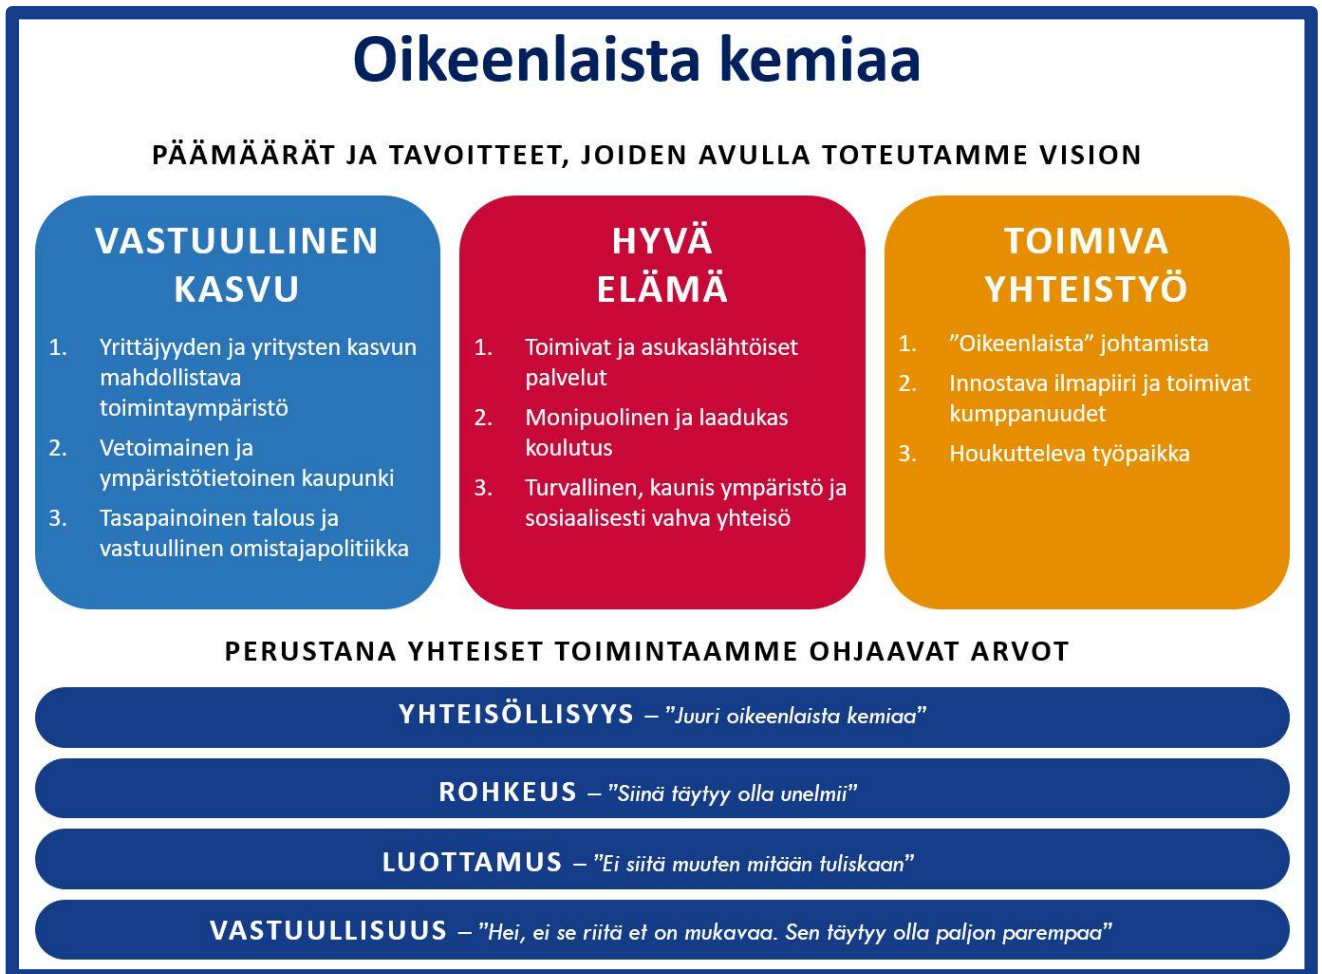 Oikeenlaista kemiaa
PÄÄMÄÄRÄT JA TAVOITTEET, JOIDEN AVULLA TOTEUTAMME VISION
VASTUULLINEN
KASVU
1. Yrittäjyyden ja yritysten kasvun
mahdollistava
toimintaympäristö
2. Vetoimainen ja
ympäristötietoinen kaupunki
3. Tasapainoinen talous ja
vastuullinen omistajapolitiikka
HYVÄ
ELÄMÄ
1. Toimivat ja asukaslähtöiset
palvelut
2. Monipuolinen ja laadukas
koulutus
3. Turvallinen, kaunis ympäristö ja
sosiaalisesti vahva yhteisö
TOIMIVA
YHTEISTYÖ
1. ”Oikeenlaista” johtamista
2. Innostava ilmapiiri ja toimivat
kumppanuudet
3. Houkutteleva työpaikka
PERUSTANA YHTEISET TOIMINTAAMME OHJAAVAT ARVOT
YHTEISÖLLISYYS – ”Juuri oikeenlaista kemiaa”
ROHKEUS – ”Siinä täytyy olla unelmii”
LUOTTAMUS – ”Ei siitä muuten mitään tuliskaan”
VASTUULLISUUS – ”Hei, ei se riitä et on mukavaa. Sen täytyy olla paljon parempaa”